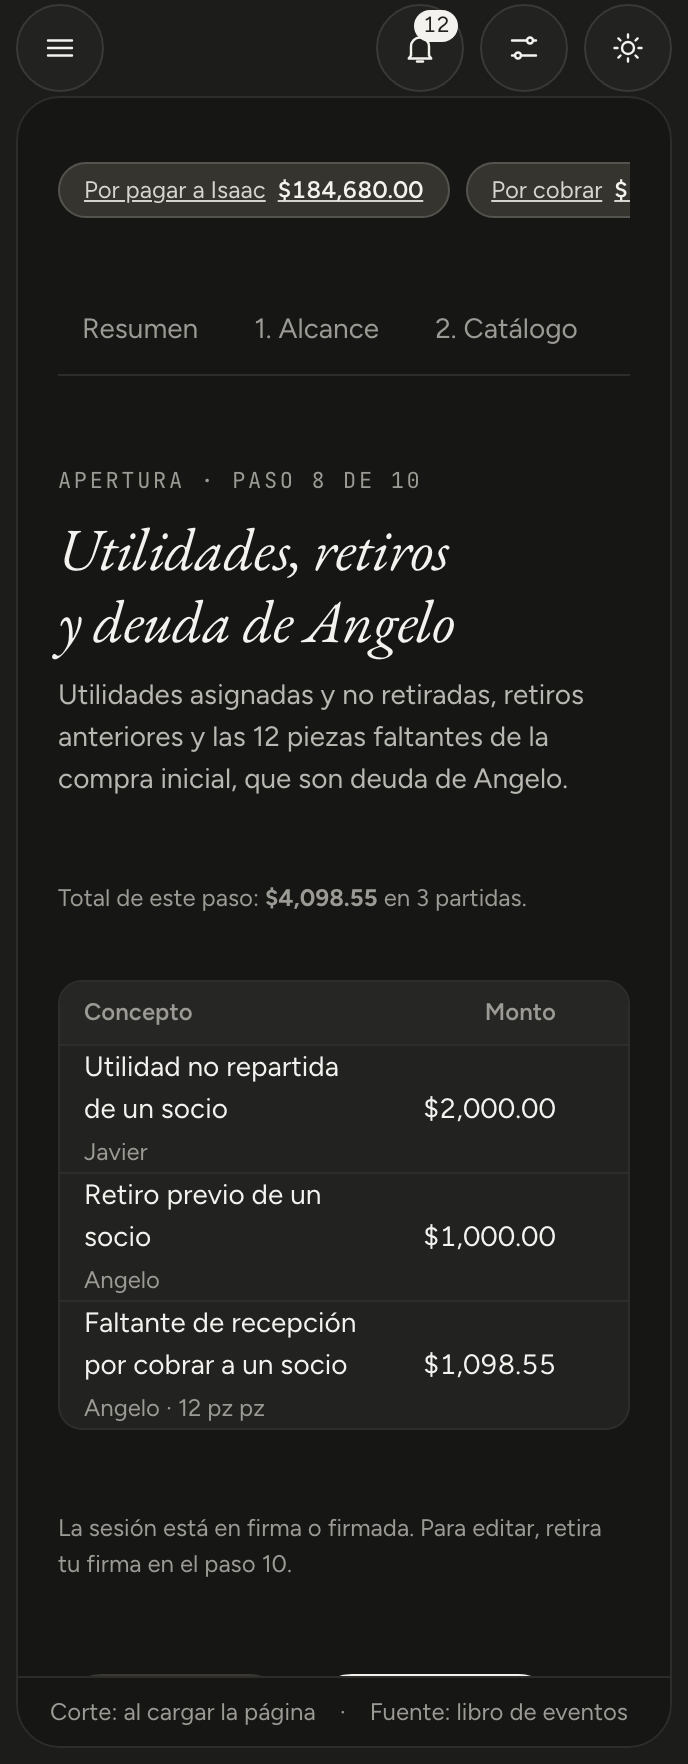 12
Por pagar a Isaac $184,680.00 Por cobrar $
Resumen 1. Alcance 2. Catálogo
APERTURA · PASO 8 DE 10
Utilidades, retiros
y deuda de Angelo
Utilidades asignadas y no retiradas, retiros
anteriores y las 12 piezas faltantes de la
compra inicial, que son deuda de Angelo.
Total de este paso: $4,098.55 en 3 partidas.
Concepto Monto
Utilidad no repartida
de un socio $2,000.00
Javier
Retiro previo de un
socio $1,000.00
Angelo
Faltante de recepción
por cobrar a un socio $1,098.55
Angelo · 12 pz pz
La sesión está en firma o firmada. Para editar, retira
tu firma en el paso 10.
Corte: al cargar la página · Fuente: libro de eventos